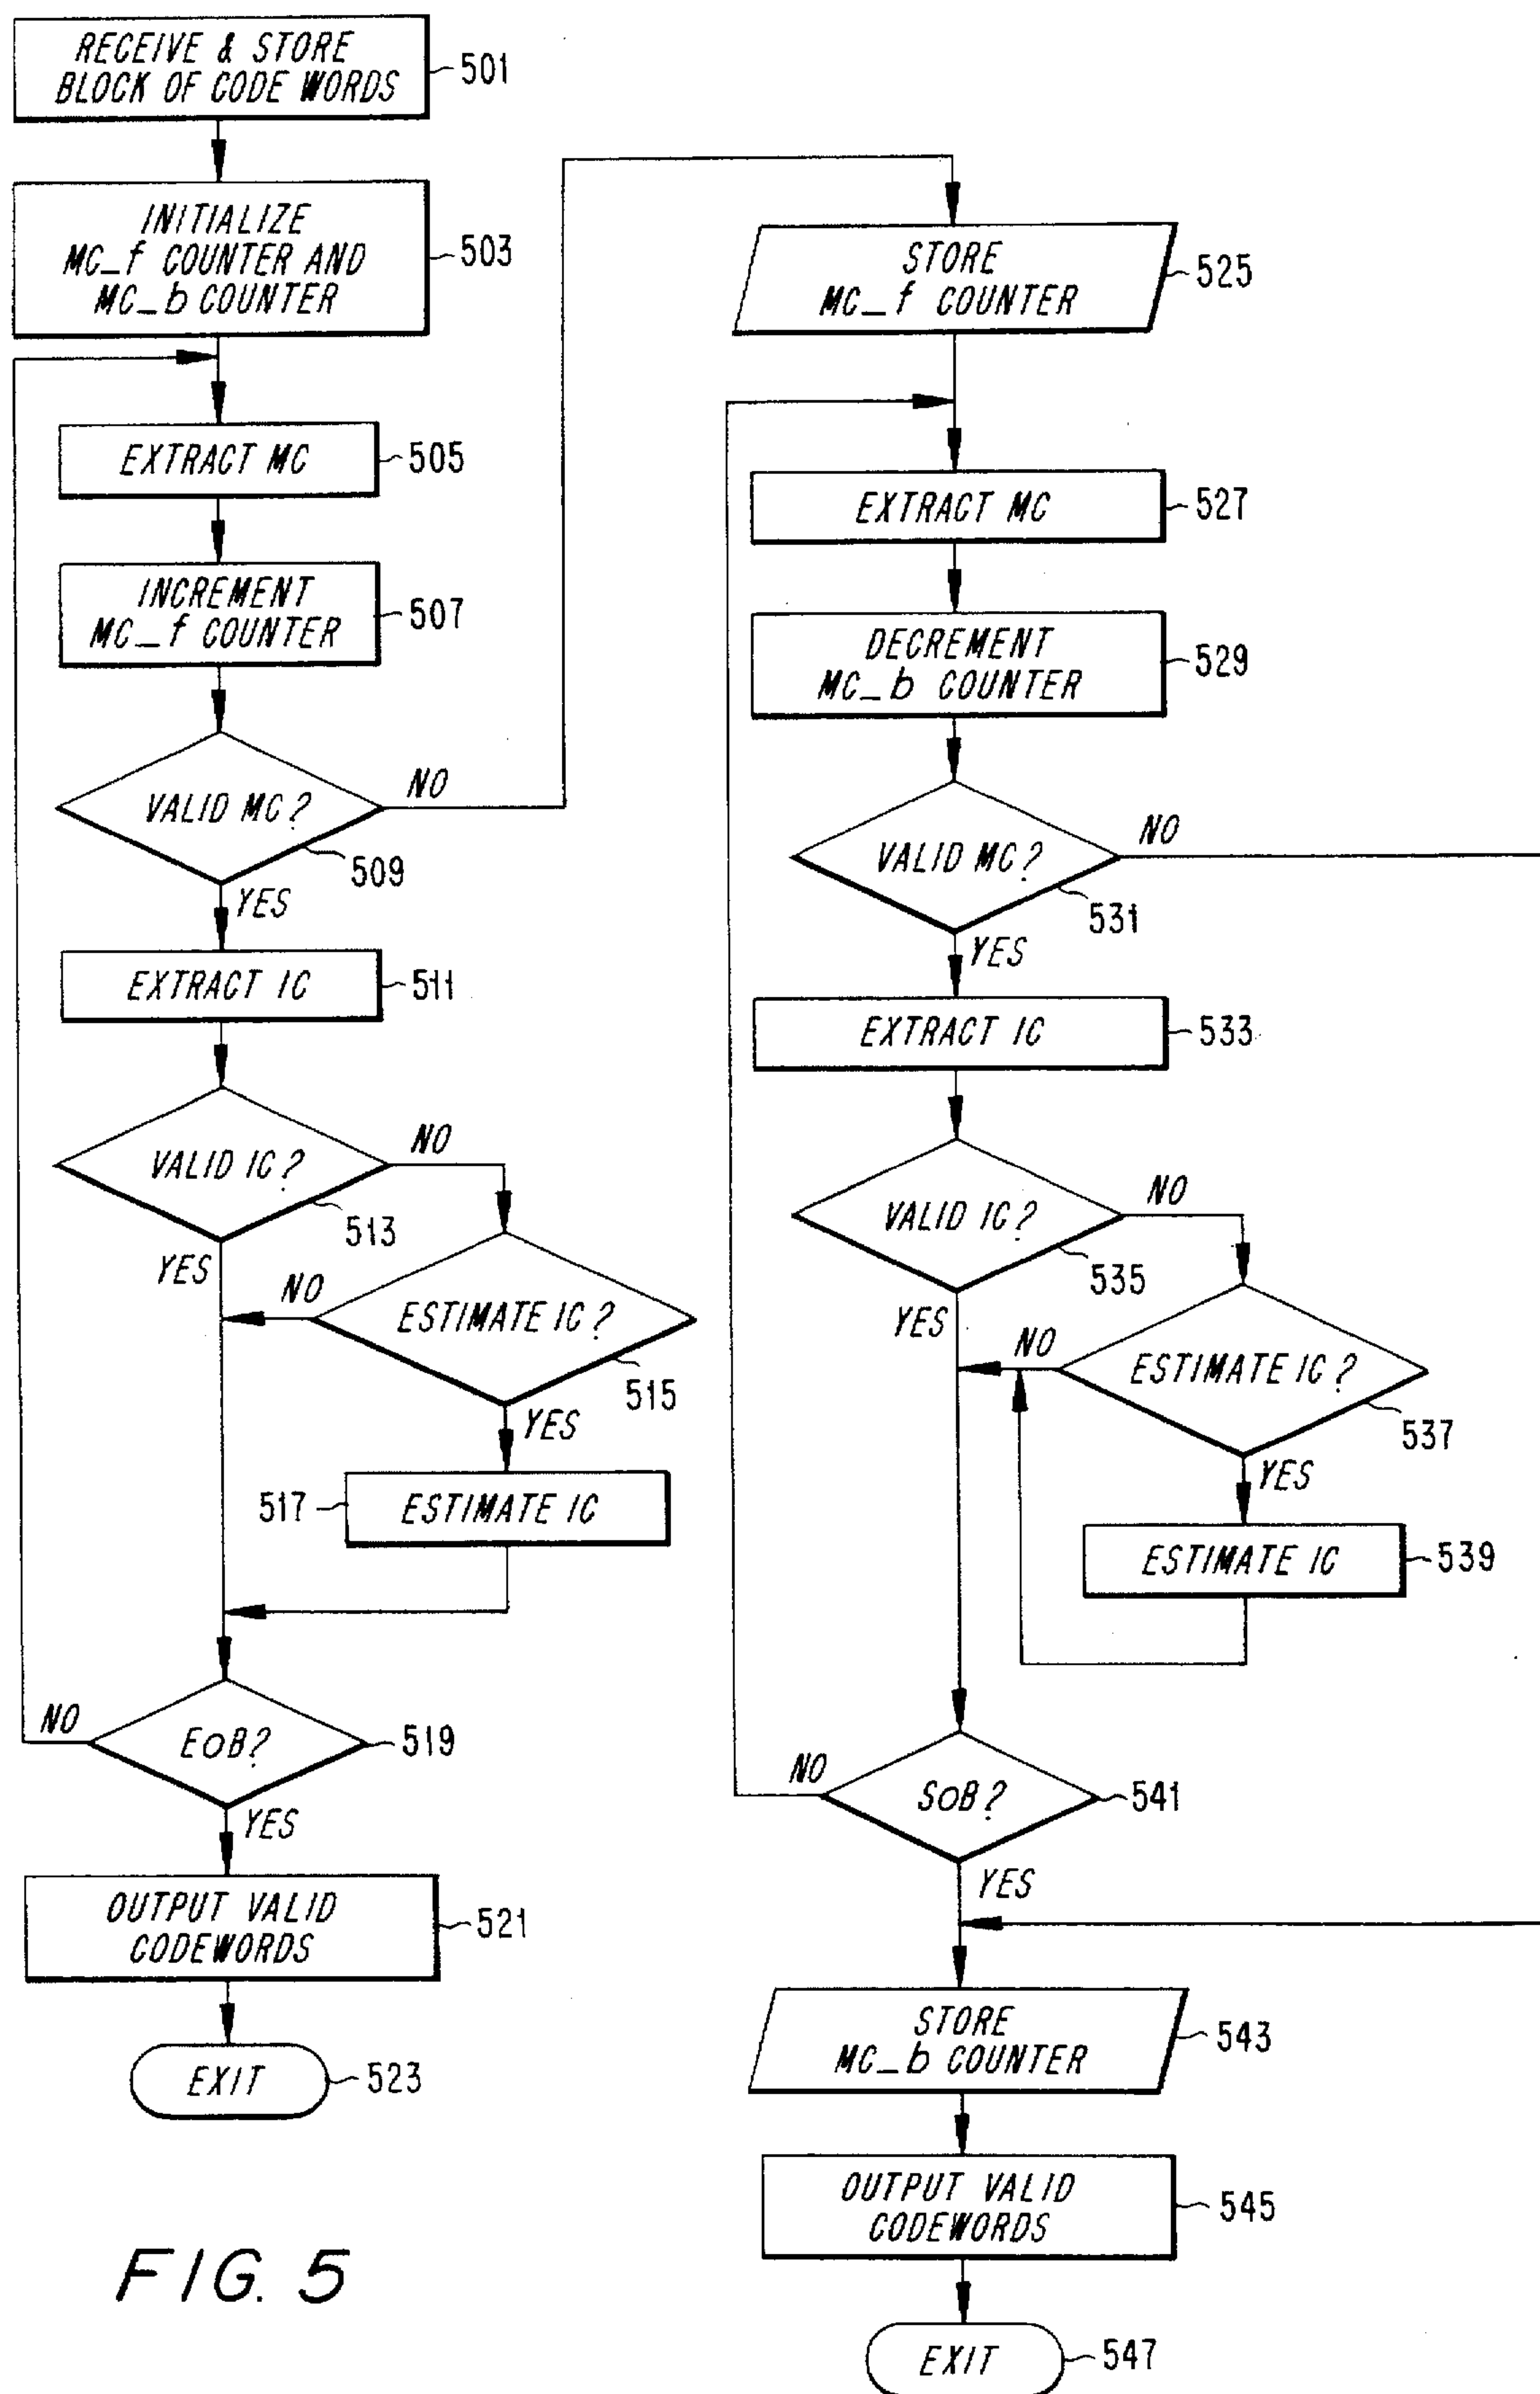 RECEIVE & STORE
BLOCK OF CODE WORDS
501
INITIALIZE
MC_f COUNTER AND
MC_b COUNTER
503
EXTRACT MC
505
INCREMENT
MC_f COUNTER
507
VALID MC?
NO
509
YES
EXTRACT IC
511
VALID IC?
NO
513
YES
NO
ESTIMATE IC?
515
YES
517
ESTIMATE IC
NO
EOB?
519
YES
OUTPUT VALID
CODEWORDS
521
EXIT
523
STORE
MC_f COUNTER
525
EXTRACT MC
527
DECREMENT
MC_b COUNTER
529
VALID MC?
NO
531
YES
EXTRACT IC
533
VALID IC?
NO
535
YES
NO
ESTIMATE IC?
537
YES
ESTIMATE IC
539
NO
SOB?
541
YES
STORE
MC_b COUNTER
543
OUTPUT VALID
CODEWORDS
545
EXIT
547
FIG. 5